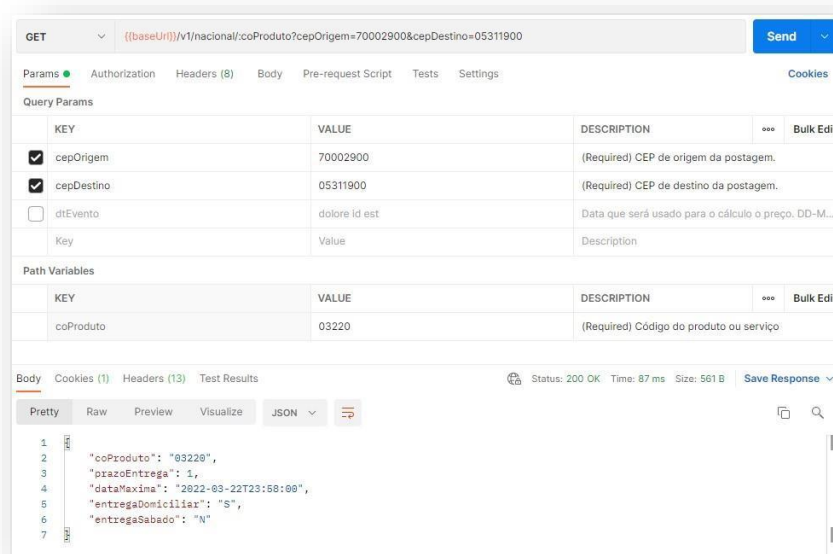 GET {{baseUrl}}/v1/nacional/:coProduto?cepOrigem=70002900&cepDestino=05311900 Send
Params Authorization Headers (8) Body Pre-request Script Tests Settings Cookies
Query Params
KEY VALUE DESCRIPTION ooo Bulk Edi
cepOrigem 70002900 (Required) CEP de origem da postagem.
cepDestino 05311900 (Required) CEP de destino da postagem.
dtEvento dolore id est Data que será usado para o cálculo o preço. DD-M...
Key Value Description
Path Variables
KEY VALUE DESCRIPTION ooo Bulk Edi
coProduto 03220 (Required) Código do produto ou serviço
Body Cookies (1) Headers (13) Test Results Status: 200 OK Time: 87 ms Size: 561 B Save Response
Pretty Raw Preview Visualize JSON
1 {
2 "coProduto": "03220",
3 "prazoEntrega": 1,
4 "dataMaxima": "2022-03-22T23:58:00",
5 "entregaDomiciliar": "S",
6 "entregaSabado": "N"
7 }